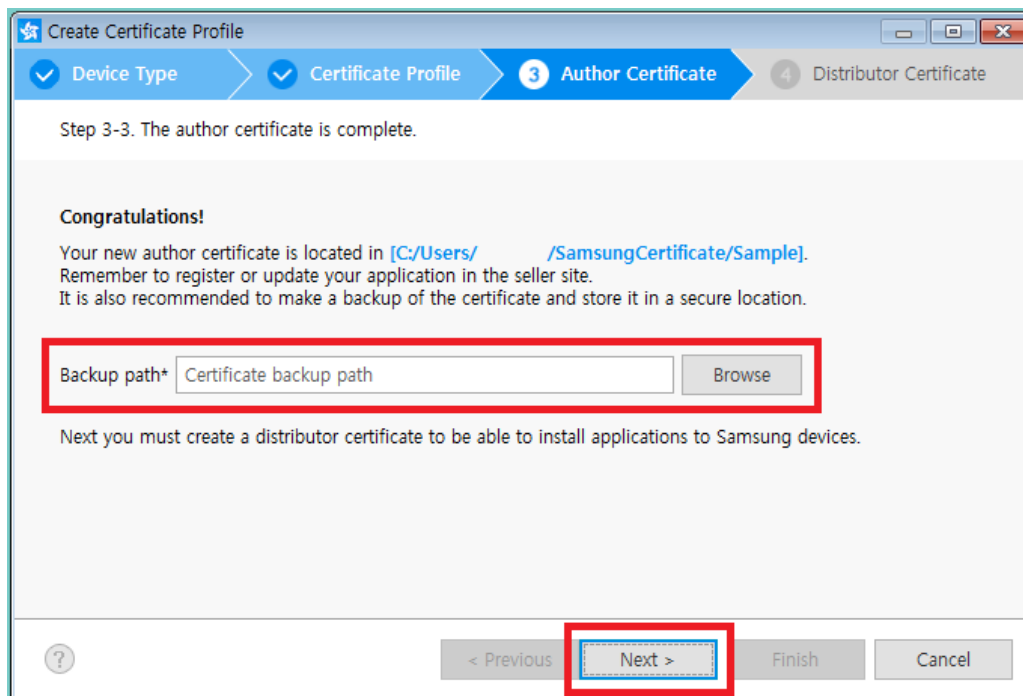 Create Certificate Profile
Device Type
Certificate Profile
3 Author Certificate
4 Distributor Certificate
Step 3-3. The author certificate is complete.
Congratulations!
Your new author certificate is located in [C:/Users/ /SamsungCertificate/Sample].
Remember to register or update your application in the seller site.
It is also recommended to make a backup of the certificate and store it in a secure location.
Backup path* Certificate backup path Browse
Next you must create a distributor certificate to be able to install applications to Samsung devices.
? < Previous Next > Finish Cancel